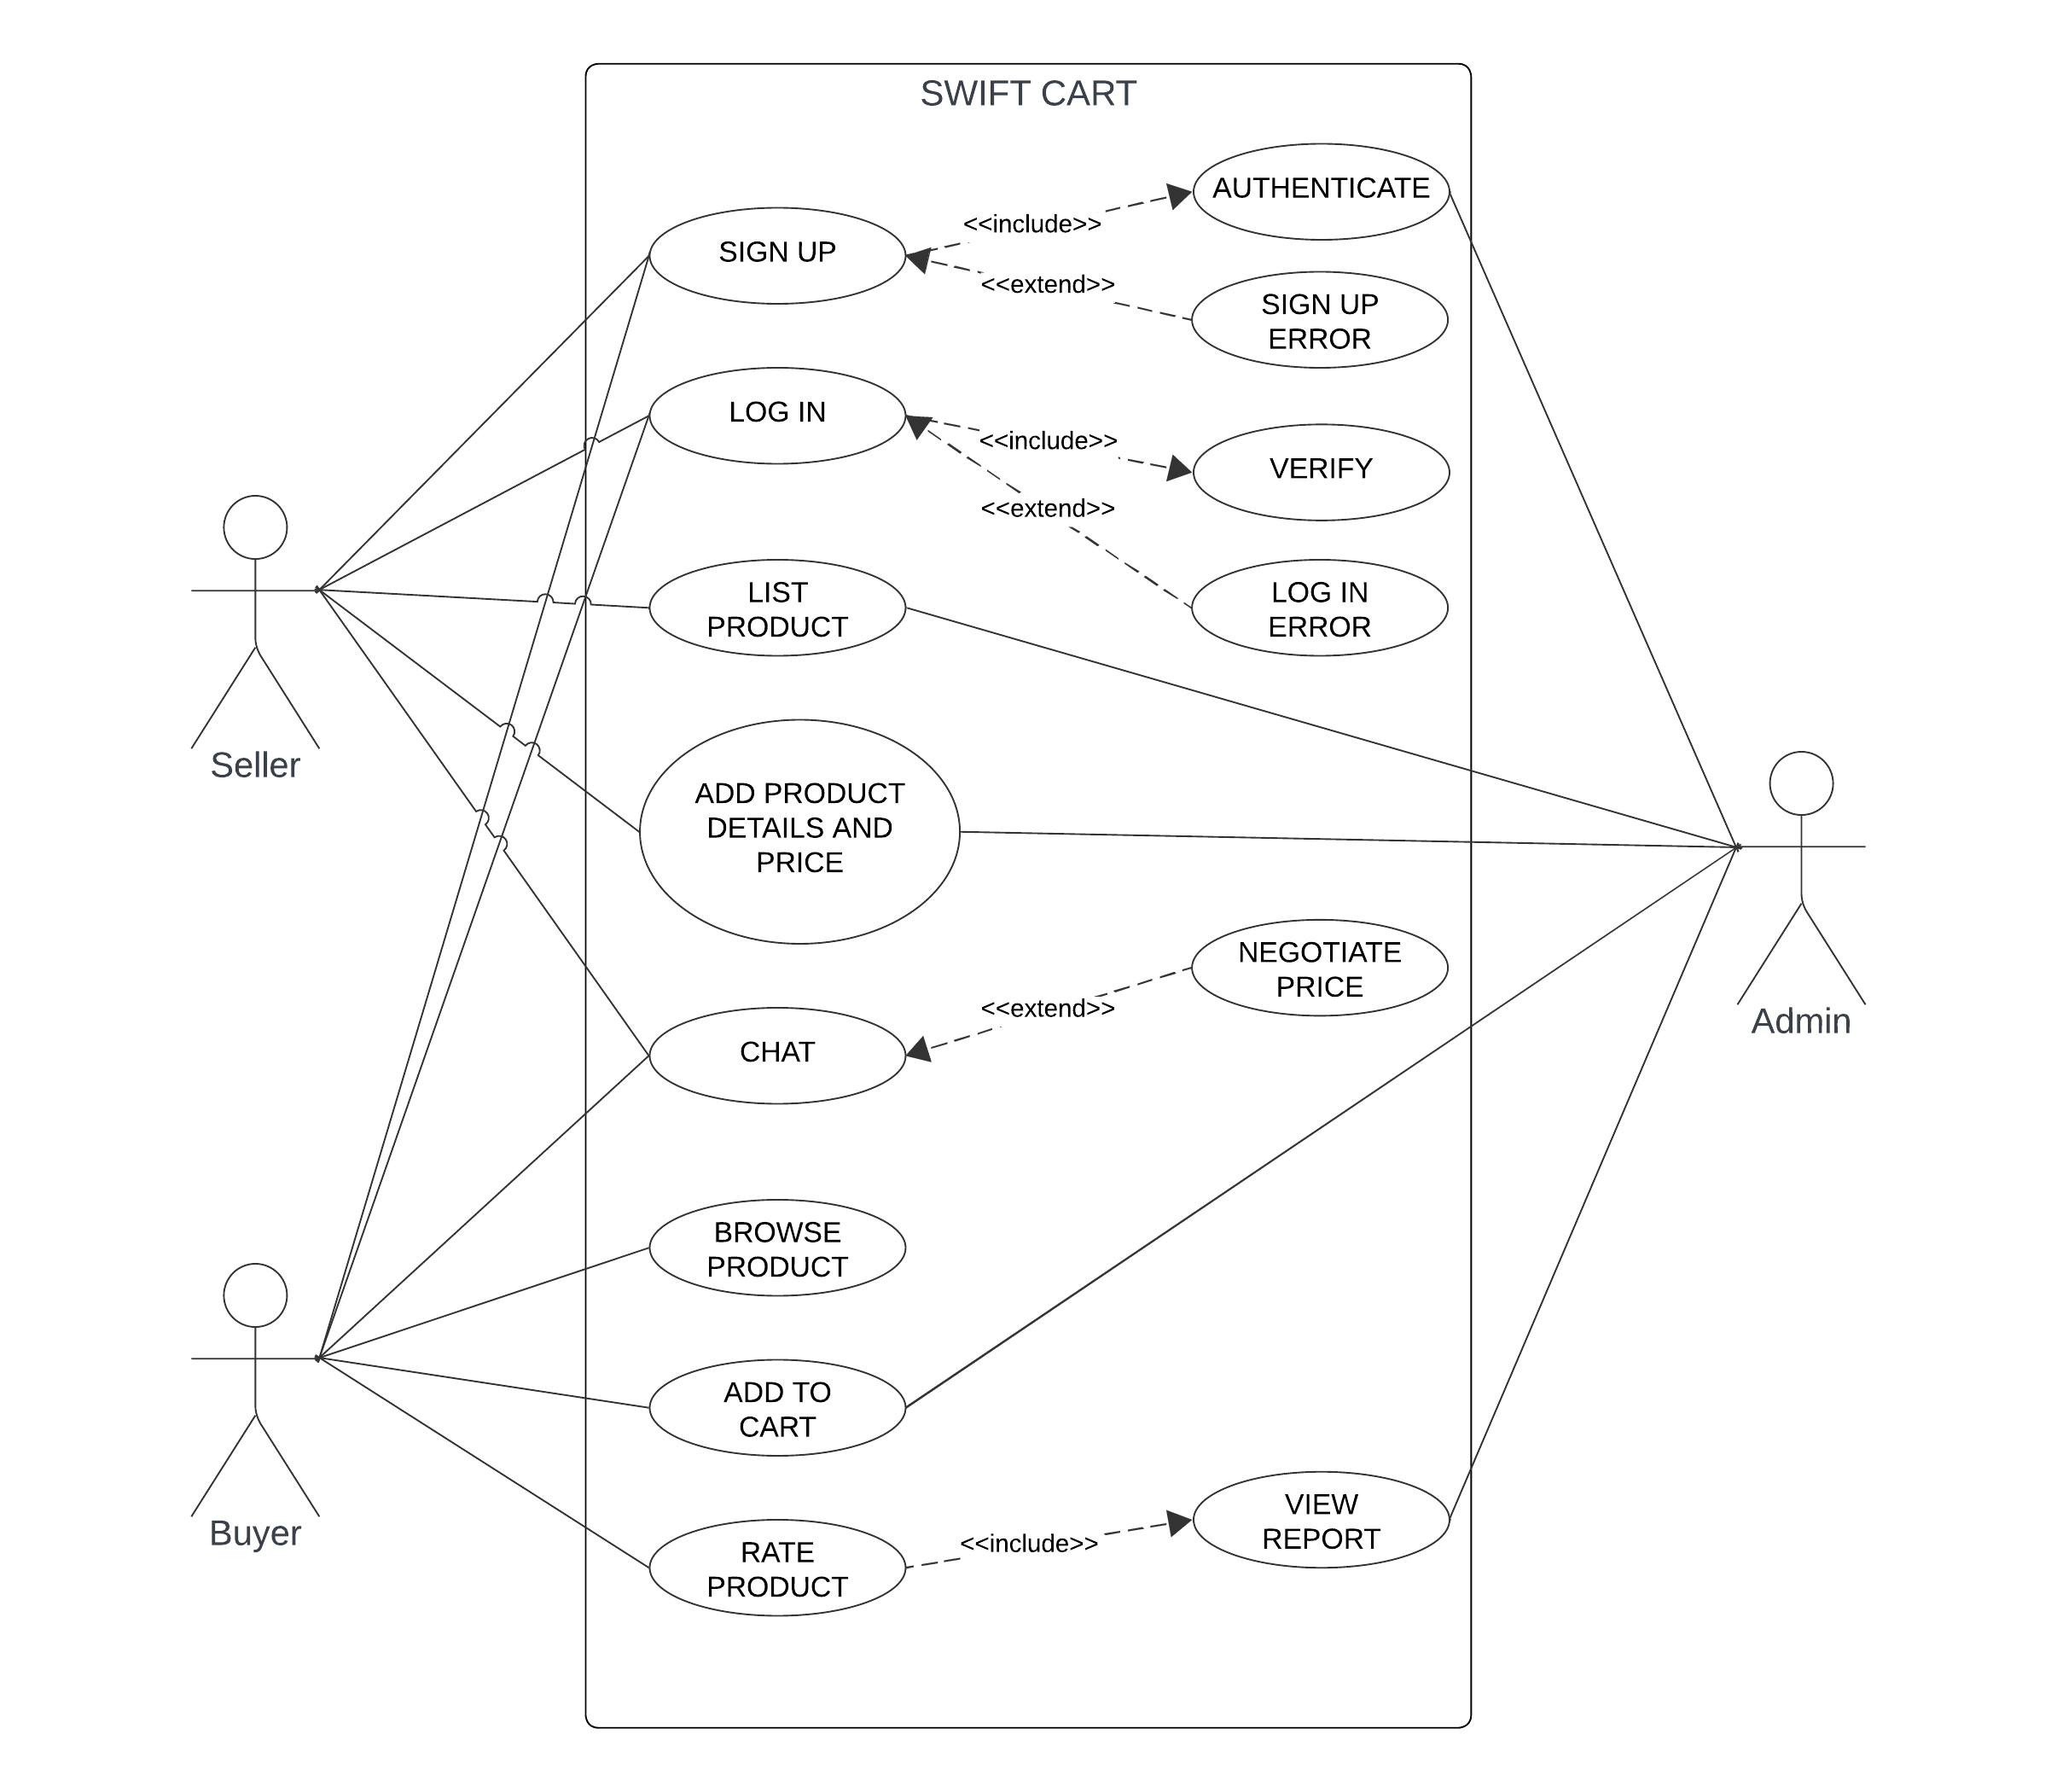 SWIFT CART
AUTHENTICATE
<<include>>
SIGN UP
<<extend>>
SIGN UP
ERROR
LOG IN
<<include>>
VERIFY
<<extend>>
LIST
PRODUCT
LOG IN
ERROR
Seller
ADD PRODUCT
DETAILS AND
PRICE
NEGOTIATE
PRICE
<<extend>>
Admin
CHAT
BROWSE
PRODUCT
ADD TO
CART
VIEW
REPORT
Buyer
<<include>>
RATE
PRODUCT